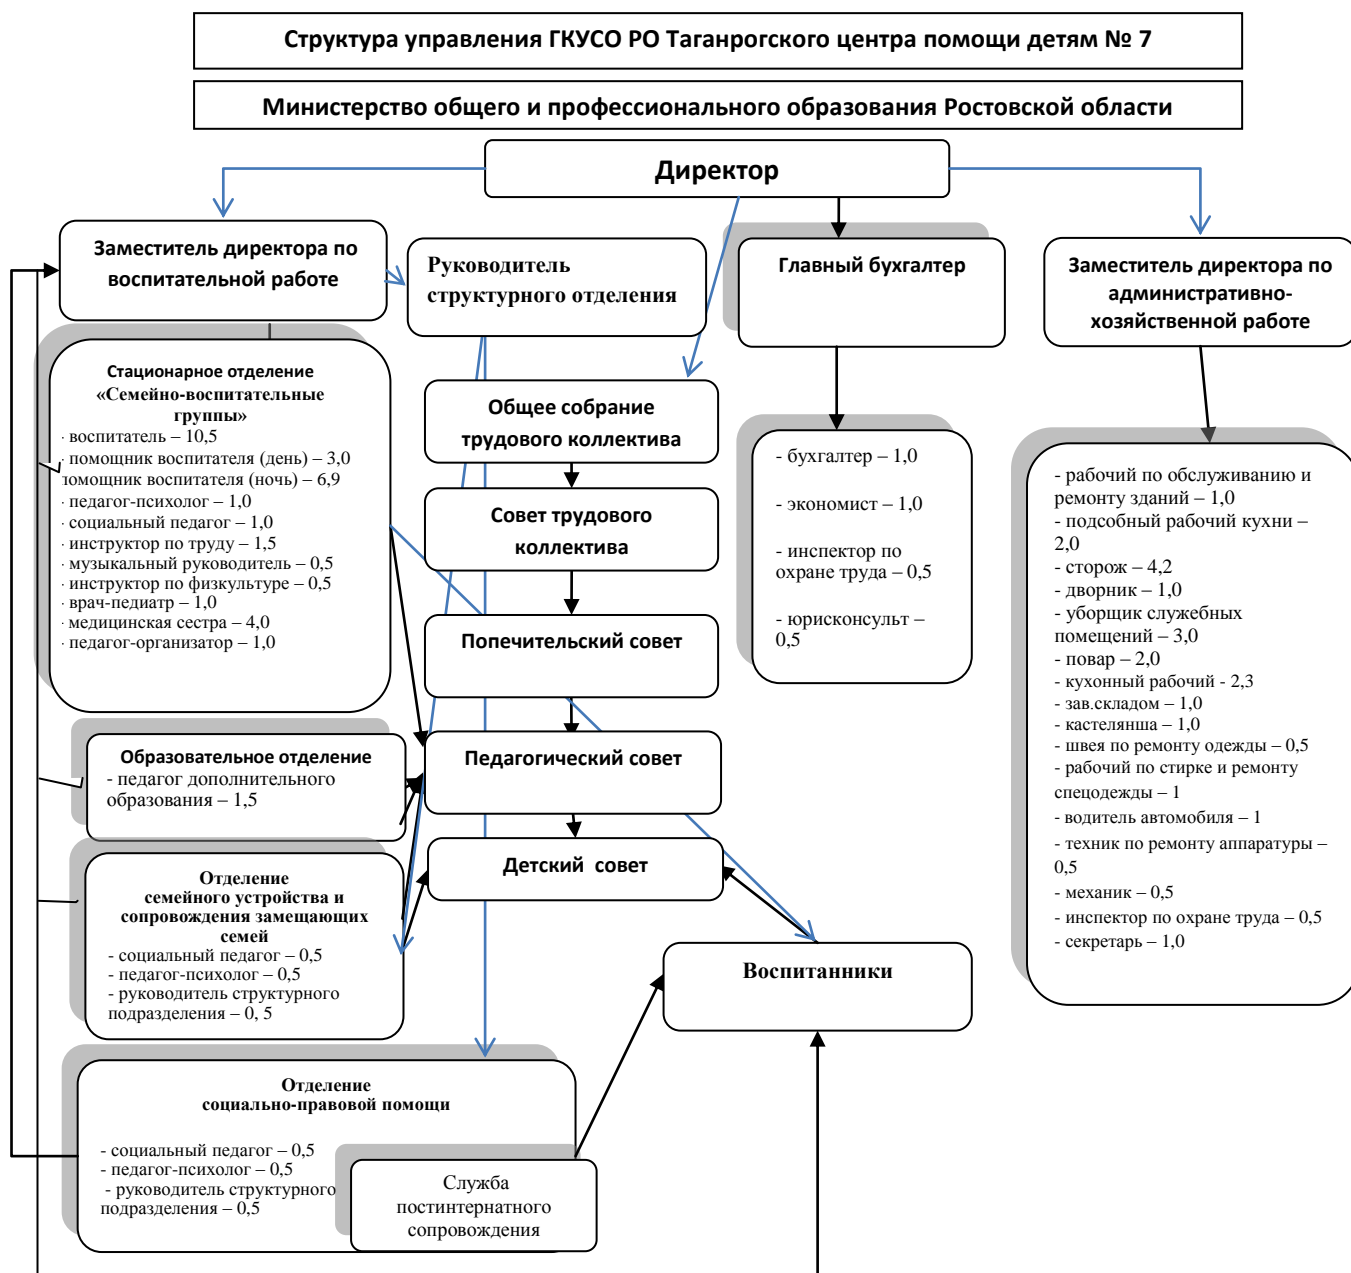 Структура управления ГКУСО РО Таганрогского центра помощи детям № 7
Министерство общего и профессионального образования Ростовской области
Директор
Заместитель директора по
воспитательной работе
Руководитель
структурного отделения
Главный бухгалтер
Заместитель директора по
административно-
хозяйственной работе
Стационарное отделение
«Семейно-воспитательные
группы»
· воспитатель – 10,5
· помощник воспитателя (день) – 3,0
помощник воспитателя (ночь) – 6,9
· педагог-психолог – 1,0
· социальный педагог – 1,0
· инструктор по труду – 1,5
· музыкальный руководитель – 0,5
· инструктор по физкультуре – 0,5
· врач-педиатр – 1,0
· медицинская сестра – 4,0
· педагог-организатор – 1,0
Общее собрание
трудового коллектива
Совет трудового
коллектива
Попечительский совет
Педагогический совет
Детский совет
- бухгалтер – 1,0
- экономист – 1,0
- инспектор по
охране труда – 0,5
- юрисконсульт –
0,5
- рабочий по обслуживанию и
ремонту зданий – 1,0
- подсобный рабочий кухни –
2,0
- сторож – 4,2
- дворник – 1,0
- уборщик служебных
помещений – 3,0
- повар – 2,0
- кухонный рабочий - 2,3
- зав.складом – 1,0
- кастелянша – 1,0
- швея по ремонту одежды – 0,5
- рабочий по стирке и ремонту
спецодежды – 1
- водитель автомобиля – 1
- техник по ремонту аппаратуры –
0,5
- механик – 0,5
- инспектор по охране труда – 0,5
- секретарь – 1,0
Образовательное отделение
- педагог дополнительного
образования – 1,5
Отделение
семейного устройства и
сопровождения замещающих
семей
- социальный педагог – 0,5
- педагог-психолог – 0,5
- руководитель структурного
подразделения – 0, 5
Воспитанники
Отделение
социально-правовой помощи
- социальный педагог – 0,5
- педагог-психолог – 0,5
- руководитель структурного
подразделения – 0,5
Служба
постинтернатного
сопровождения